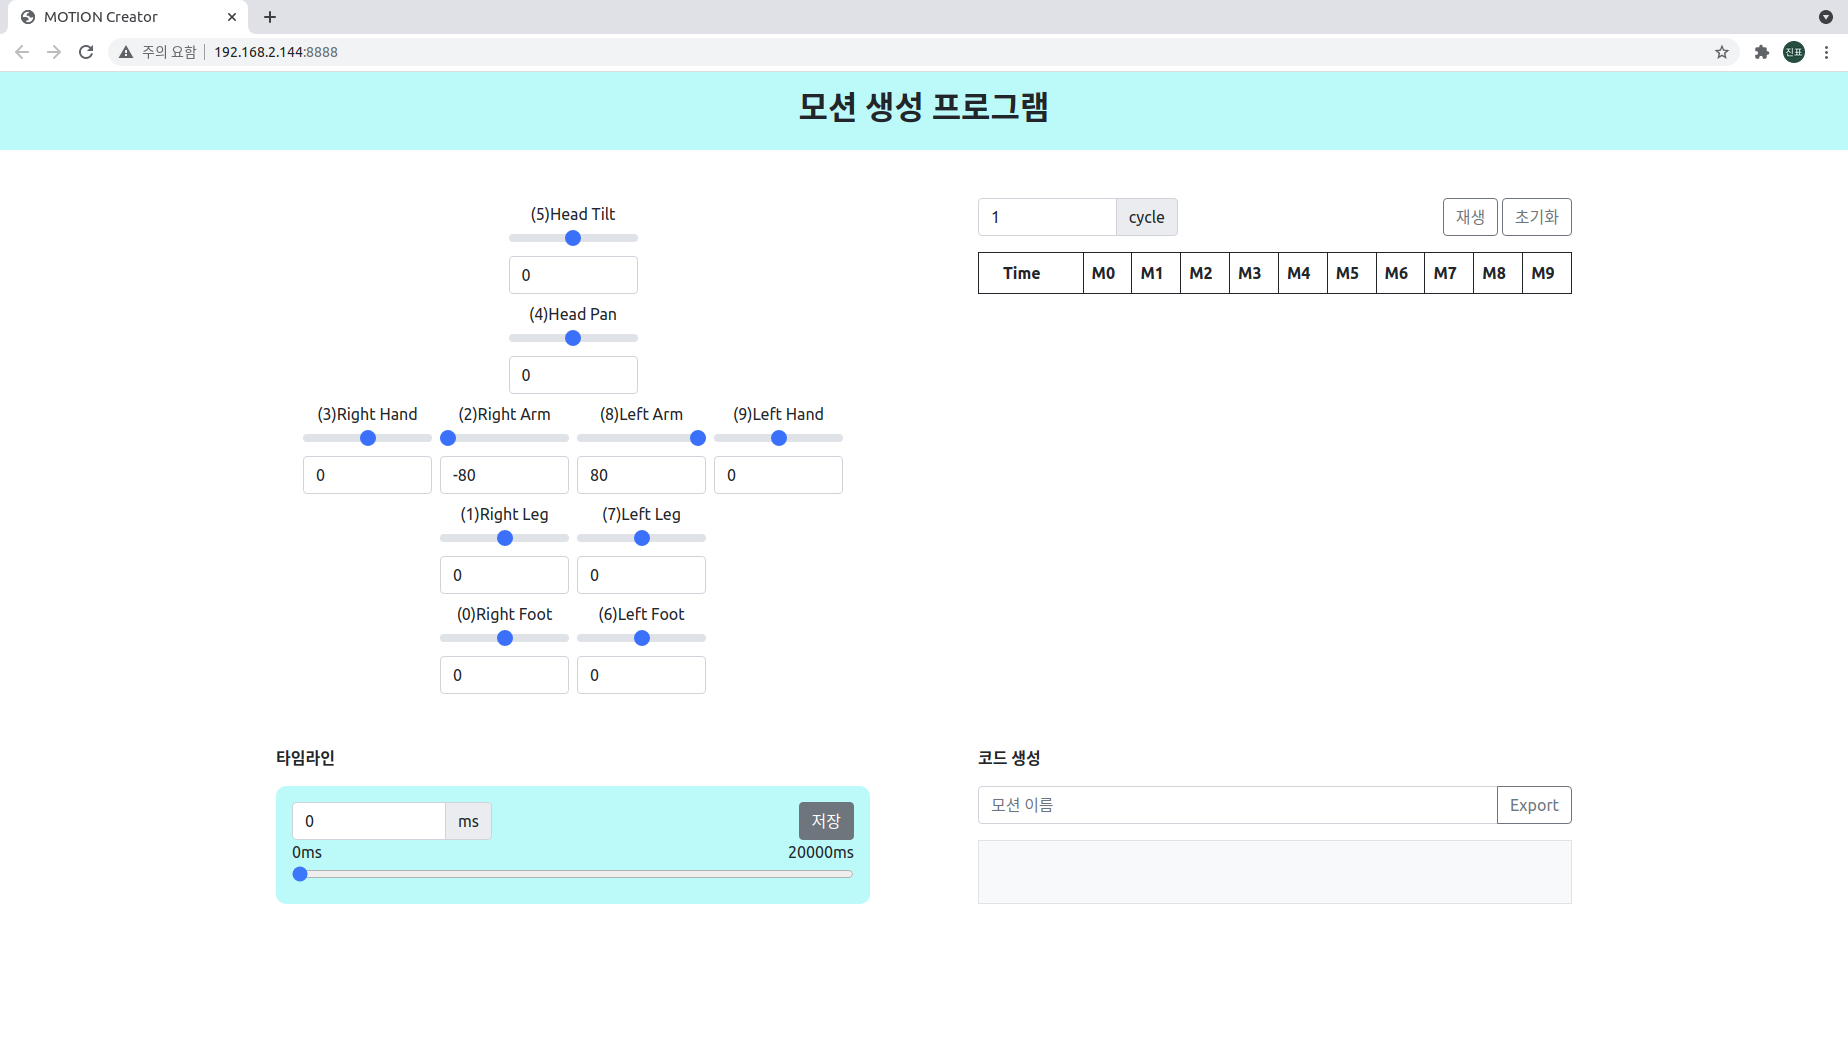 MOTION Creator
주의 요함 192.168.2.144:8888
진표
모션 생성 프로그램
(5)Head Tilt
0
(4)Head Pan
0
(3)Right Hand (2)Right Arm (8)Left Arm (9)Left Hand
0 -80 80 0
(1)Right Leg (7)Left Leg
0 0
(0)Right Foot (6)Left Foot
0 0
1 cycle 재생 초기화
Time M0 M1 M2 M3 M4 M5 M6 M7 M8 M9
타임라인
0 ms 저장
0ms 20000ms
코드 생성
모션 이름 Export